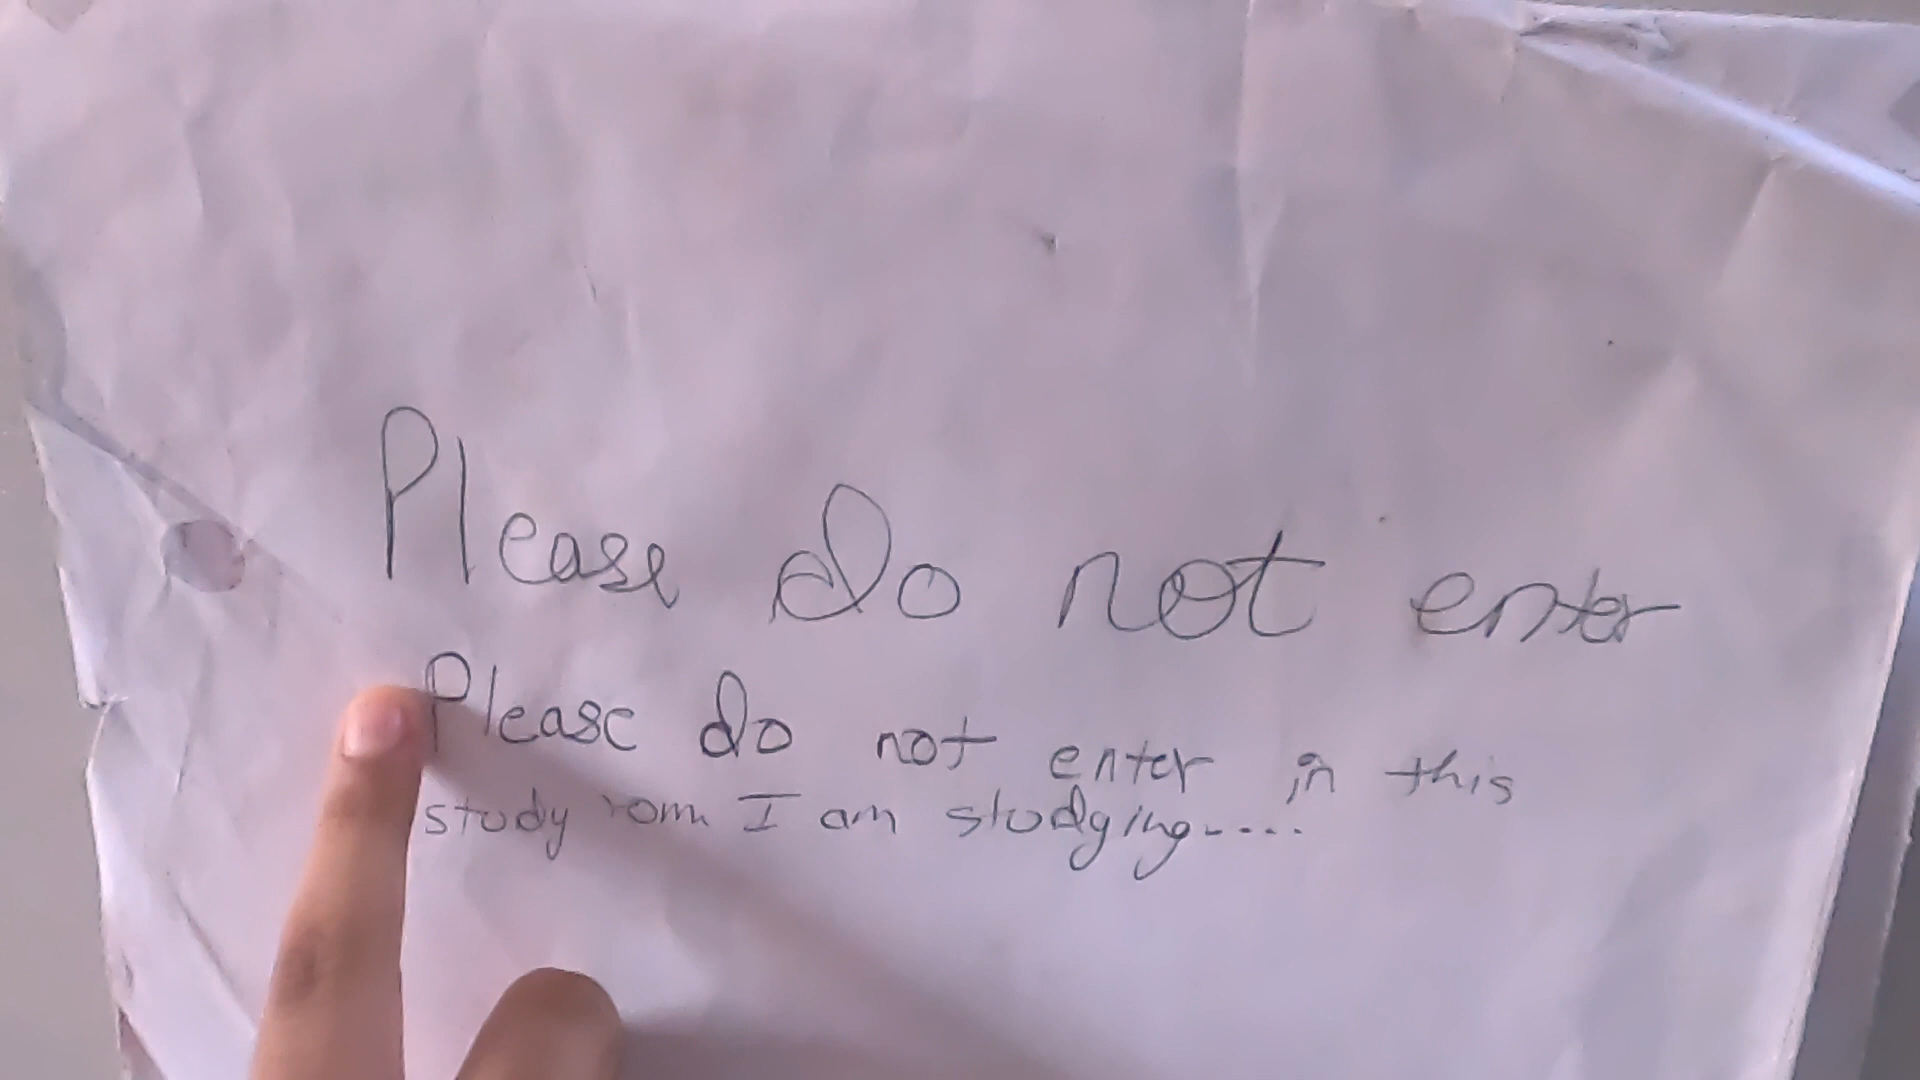 Please do not enter
Please do not enter in this
study rom I am studying.....